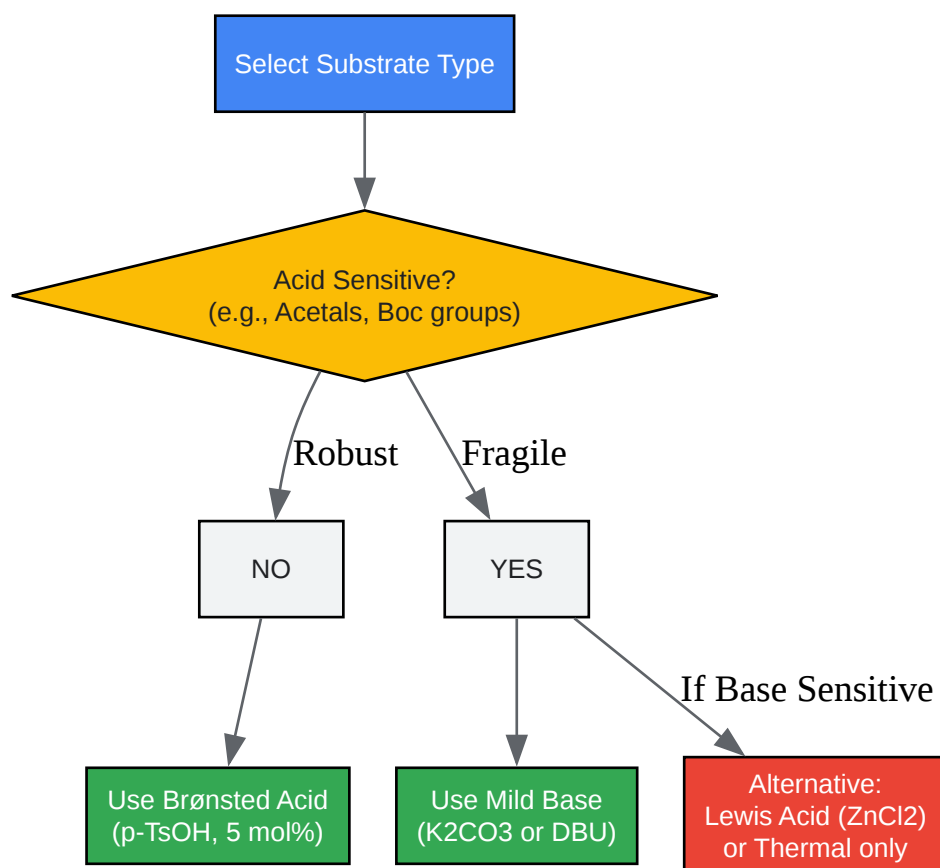 Select Substrate Type
Acid Sensitive?
(e.g., Acetals, Boc groups)
Robust
Fragile
NO
YES
If Base Sensitive
Use Brønsted Acid
(p-TsOH, 5 mol%)
Use Mild Base
(K2CO3 or DBU)
Alternative:
Lewis Acid (ZnCl2)
or Thermal only